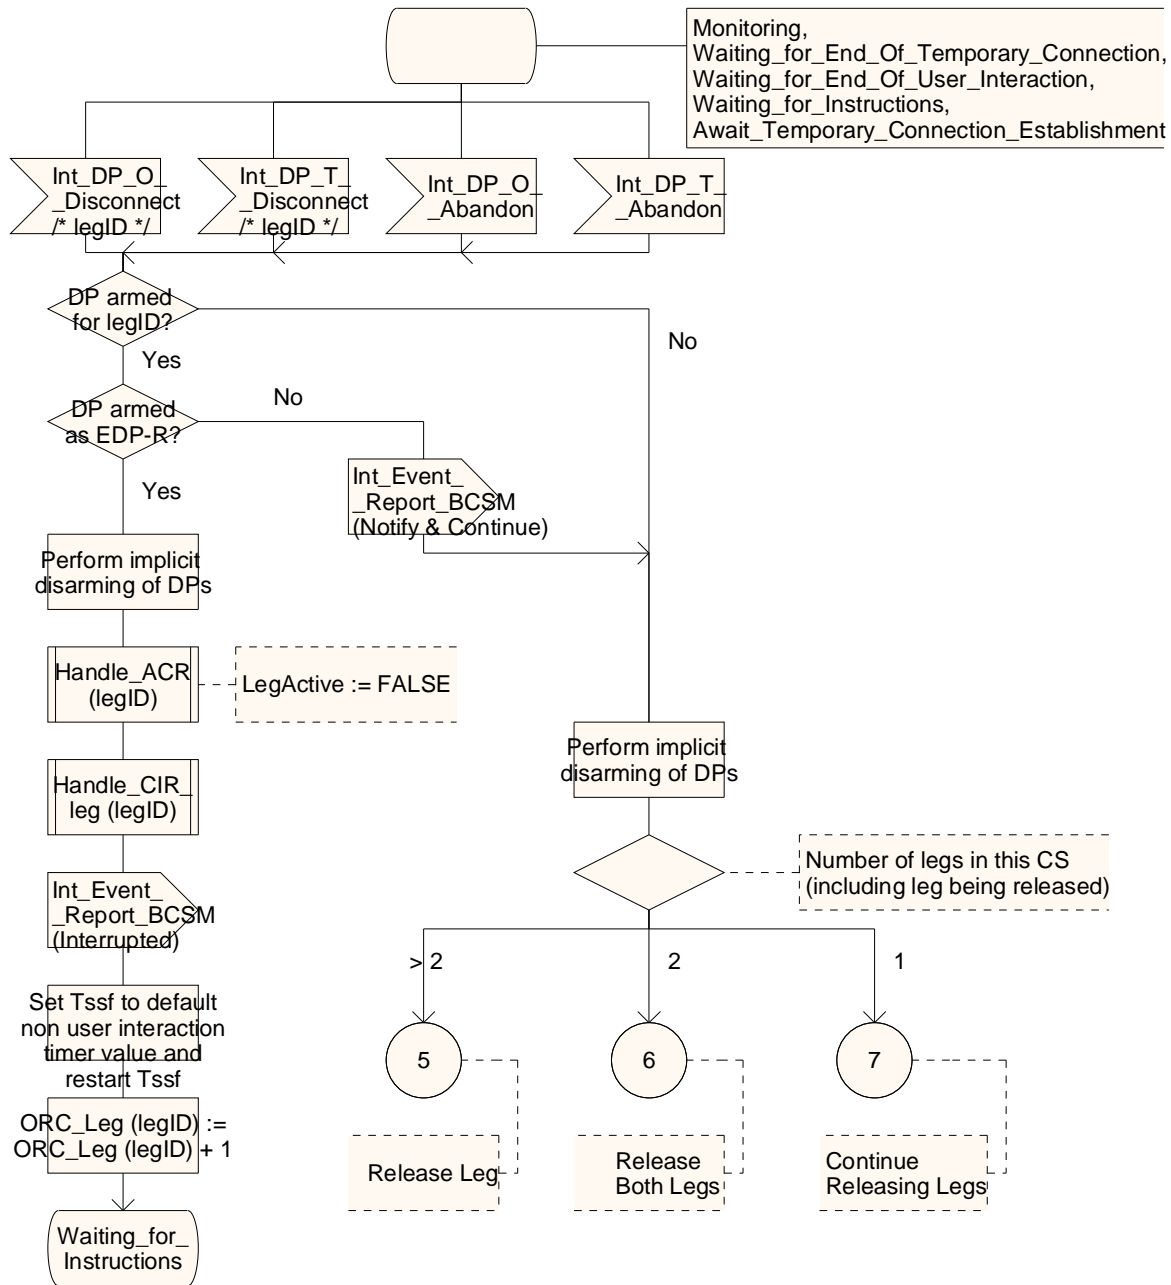 Monitoring,
Waiting_for_End_Of_Temporary_Connection,
Waiting_for_End_Of_User_Interaction,
Waiting_for_Instructions,
Await_Temporary_Connection_Establishment
Int_DP_O_
_Disconnect
/* legID */
Int_DP_T_
_Disconnect
/* legID */
Int_DP_O_
_Abandon
Int_DP_T_
_Abandon
DP armed
for legID?
No
Yes
DP armed
as EDP-R?
No
Yes
Int_Event_
_Report_BCSM
(Notify & Continue)
Perform implicit
disarming of DPs
Handle_ACR
(legID)
LegActive := FALSE
Perform implicit
disarming of DPs
Handle_CIR_
leg (legID)
Number of legs in this CS
(including leg being released)
Int_Event_
_Report_BCSM
(Interrupted)
> 2
2
1
Set Tssf to default
non user interaction
timer value and
restart Tssf
5
6
7
ORC_Leg (legID) :=
ORC_Leg (legID) + 1
Release Leg
Release
Both Legs
Continue
Releasing Legs
Waiting_for_
Instructions